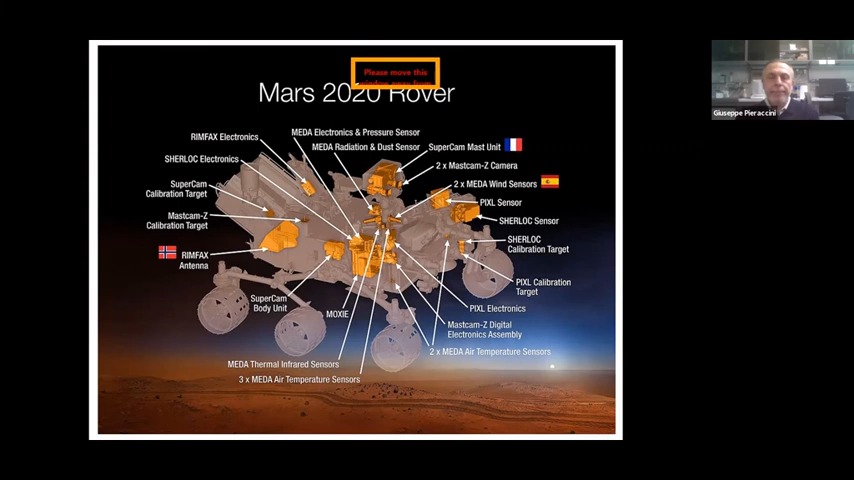 Please move this
window away from
Mars 2020 Rover
RIMFAX Electronics
SHERLOC Electronics
SuperCam
Calibration Target
Mastcam-Z
Calibration Target
RIMFAX
Antenna
SuperCam
Body Unit
MOXIE
MEDA Thermal Infrared Sensors
3 x MEDA Air Temperature Sensors
MEDA Electronics & Pressure Sensor
MEDA Radiation & Dust Sensor
SuperCam Mast Unit
2 x Mastcam-Z Camera
2 x MEDA Wind Sensors
PIXL Sensor
SHERLOC Sensor
SHERLOC
Calibration Target
PIXL Calibration
Target
PIXL Electronics
Mastcam-Z Digital
Electronics Assembly
2 x MEDA Air Temperature Sensors
Giuseppe Pieraccini